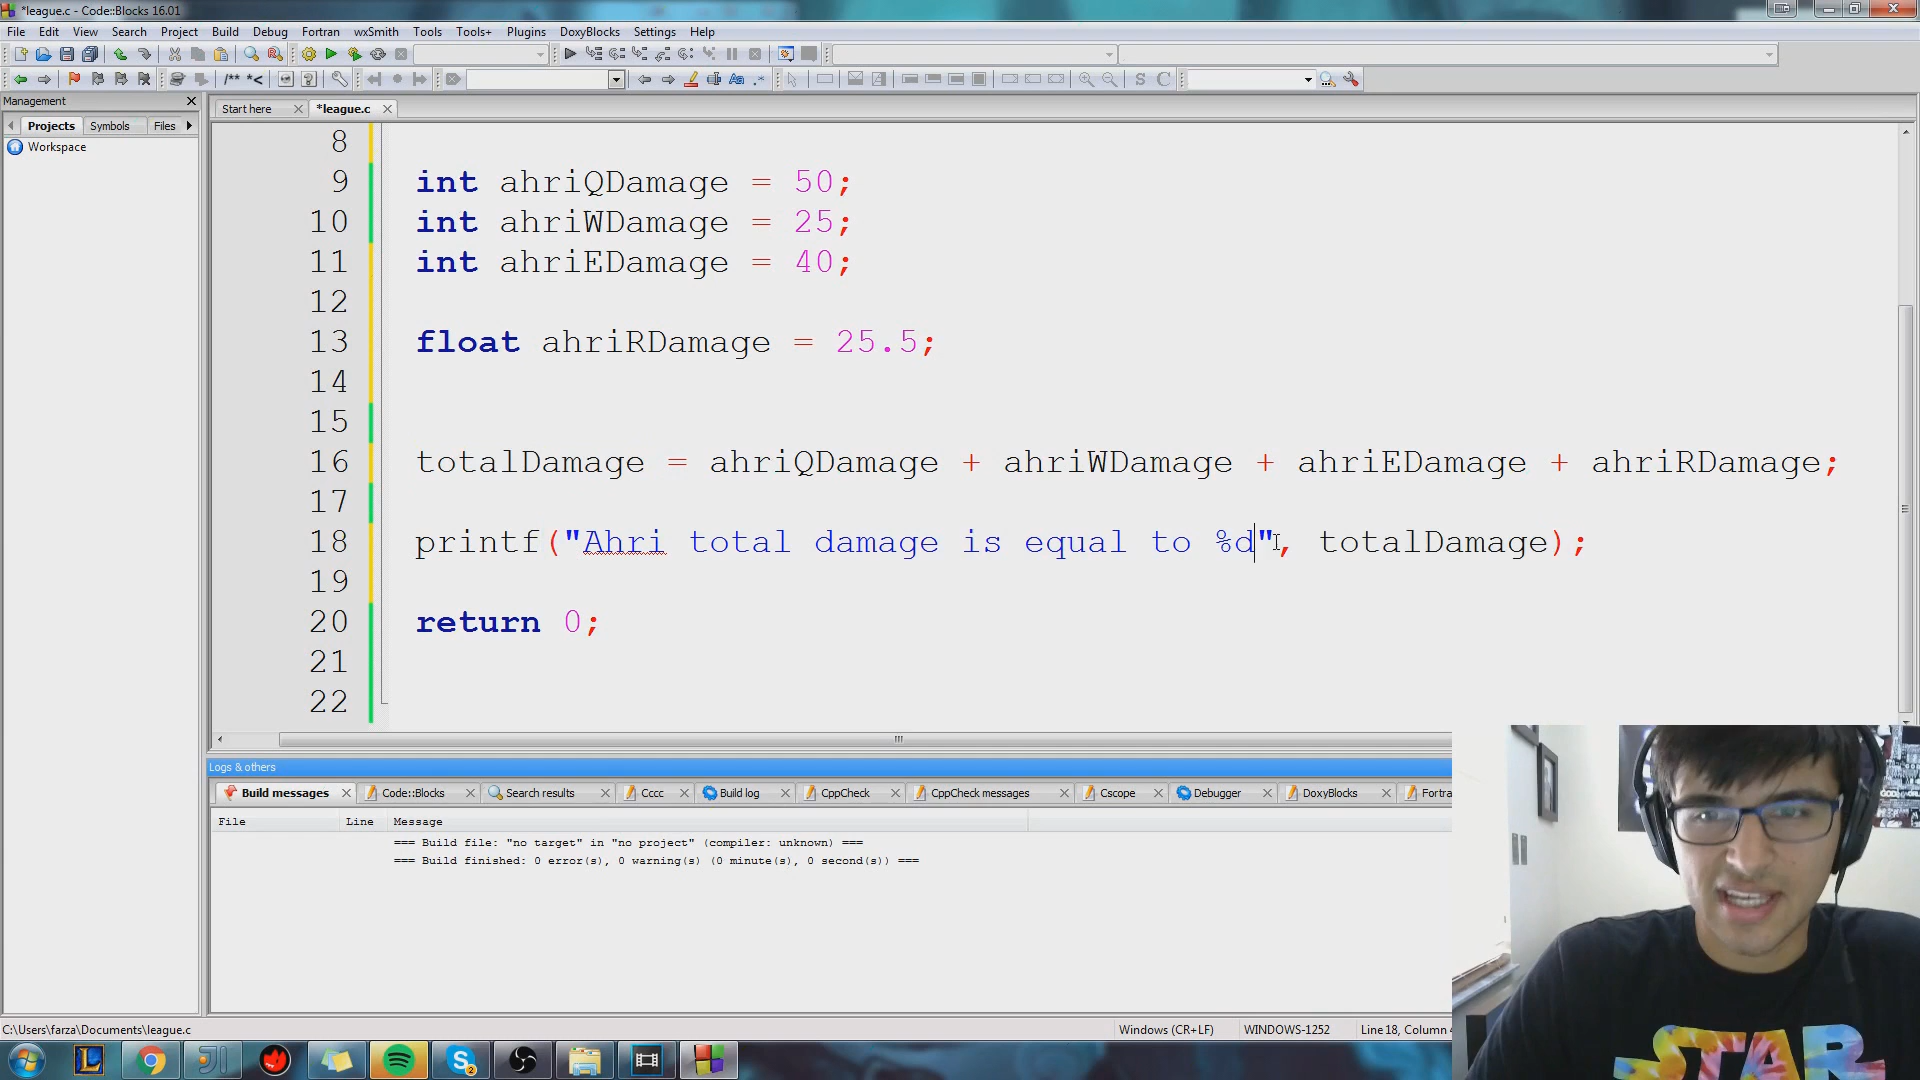 *league.c - Code::Blocks 16.01
File Edit View Search Project Build Debug Fortran wxSmith Tools Tools+ Plugins DoxyBlocks Settings Help
/** *<
Management
Start here *league.c
Projects Symbols Files
Workspace
8
9 int ahriQDamage = 50;
10 int ahriWDamage = 25;
11 int ahriEDamage = 40;
12
13 float ahriRDamage = 25.5;
14
15
16 totalDamage = ahriQDamage + ahriWDamage + ahriEDamage + ahriRDamage;
17
18 printf("Ahri total damage is equal to %d", totalDamage);
19
20 return 0;
21
22
Logs & others
Build messages Code::Blocks Search results Cccc Build log CppCheck CppCheck messages Cscope Debugger DoxyBlocks Fortra
File Line Message
=== Build file: "no target" in "no project" (compiler: unknown) ===
=== Build finished: 0 error(s), 0 warning(s) (0 minute(s), 0 second(s)) ===
C:\Users\farza\Documents\league.c Windows (CR+LF) WINDOWS-1252 Line 18, Column
STAR